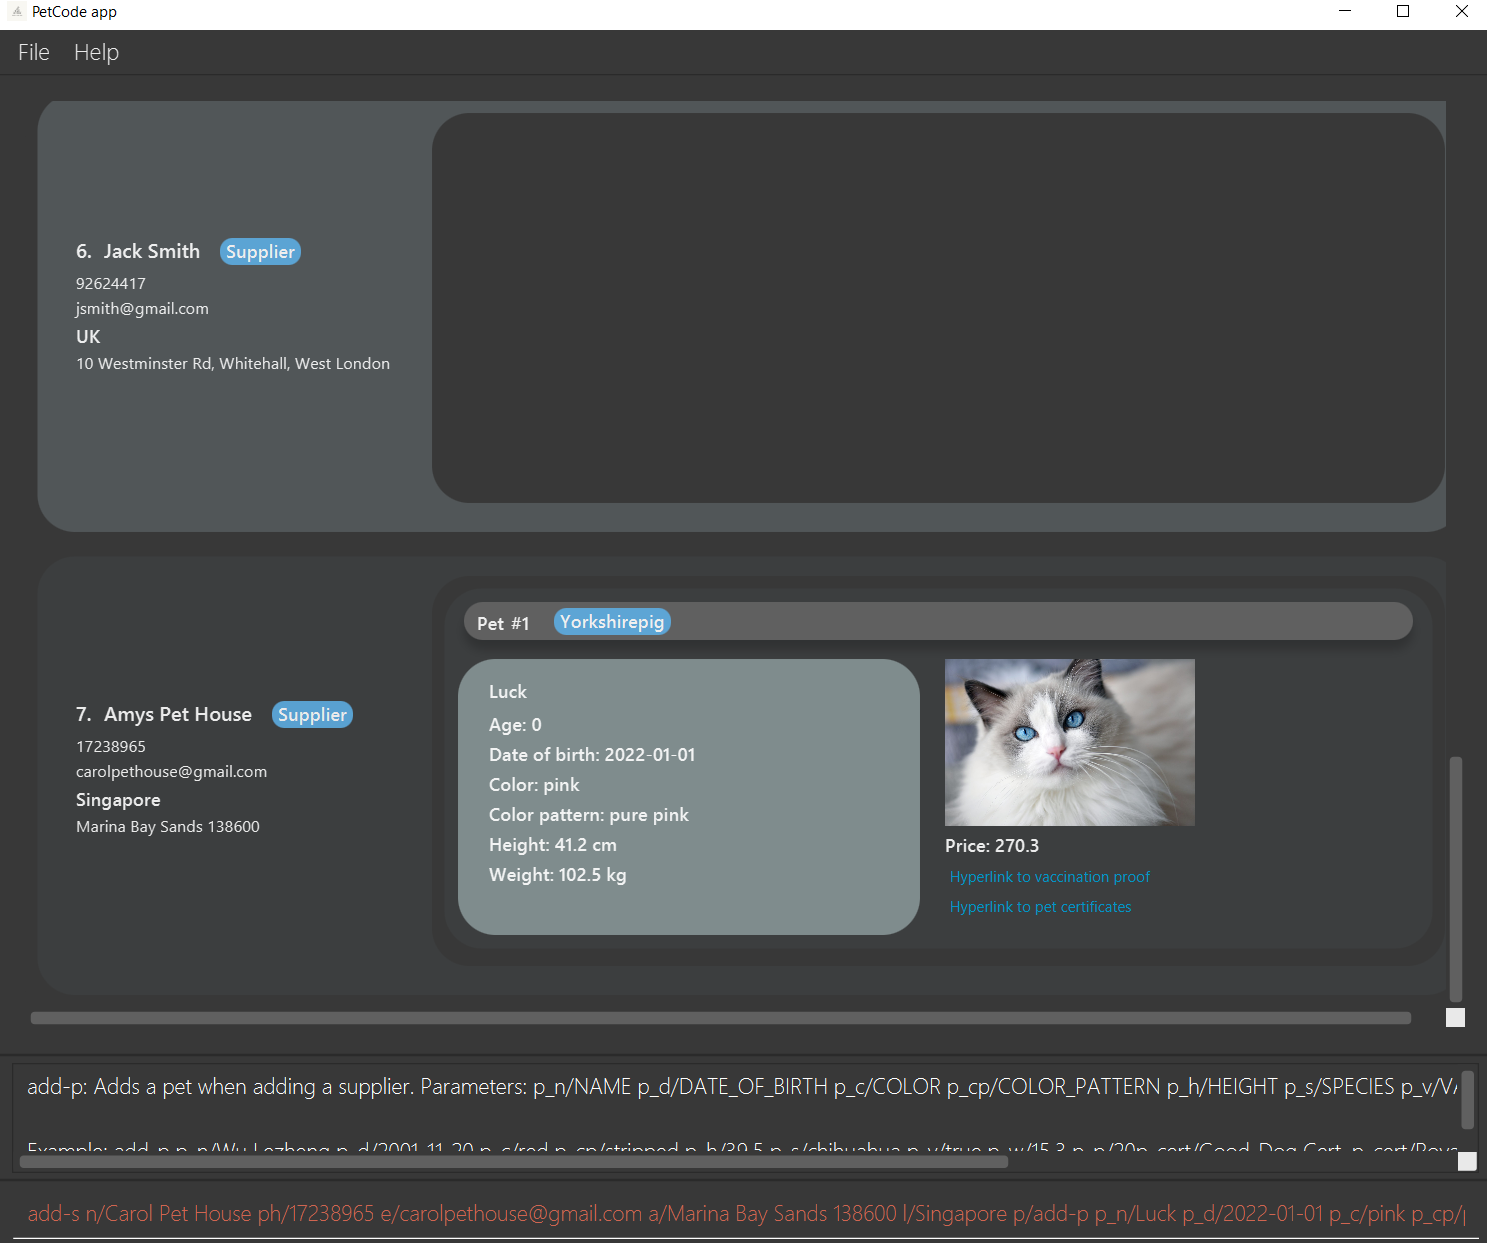 PetCode app
File Help
6. Jack Smith Supplier
92624417
jsmith@gmail.com
UK
10 Westminster Rd, Whitehall, West London
Pet #1 Yorkshirepig
Luck
Age: 0
Date of birth: 2022-01-01
Color: pink
Color pattern: pure pink
Height: 41.2 cm
Weight: 102.5 kg
Price: 270.3
Hyperlink to vaccination proof
Hyperlink to pet certificates
7. Amys Pet House Supplier
17238965
carolpethouse@gmail.com
Singapore
Marina Bay Sands 138600
add-p: Adds a pet when adding a supplier. Parameters: p_n/NAME p_d/DATE_OF_BIRTH p_c/COLOR p_cp/COLOR_PATTERN p_h/HEIGHT p_s/SPECIES
Example: add-p p_n/Wu Lezheng p_d/2001-11-20 p_c/red p_cp/stripped p_h/39.5 p_s/chihuahua p_v/true p_w/15.3 p_p/20p_cert/Good Dog Cert. p_cert/
add-s n/Carol Pet House ph/17238965 e/carolpethouse@gmail.com a/Marina Bay Sands 138600 l/Singapore p/add-p p_n/Luck p_d/2022-01-01 p_c/pink p_cp/